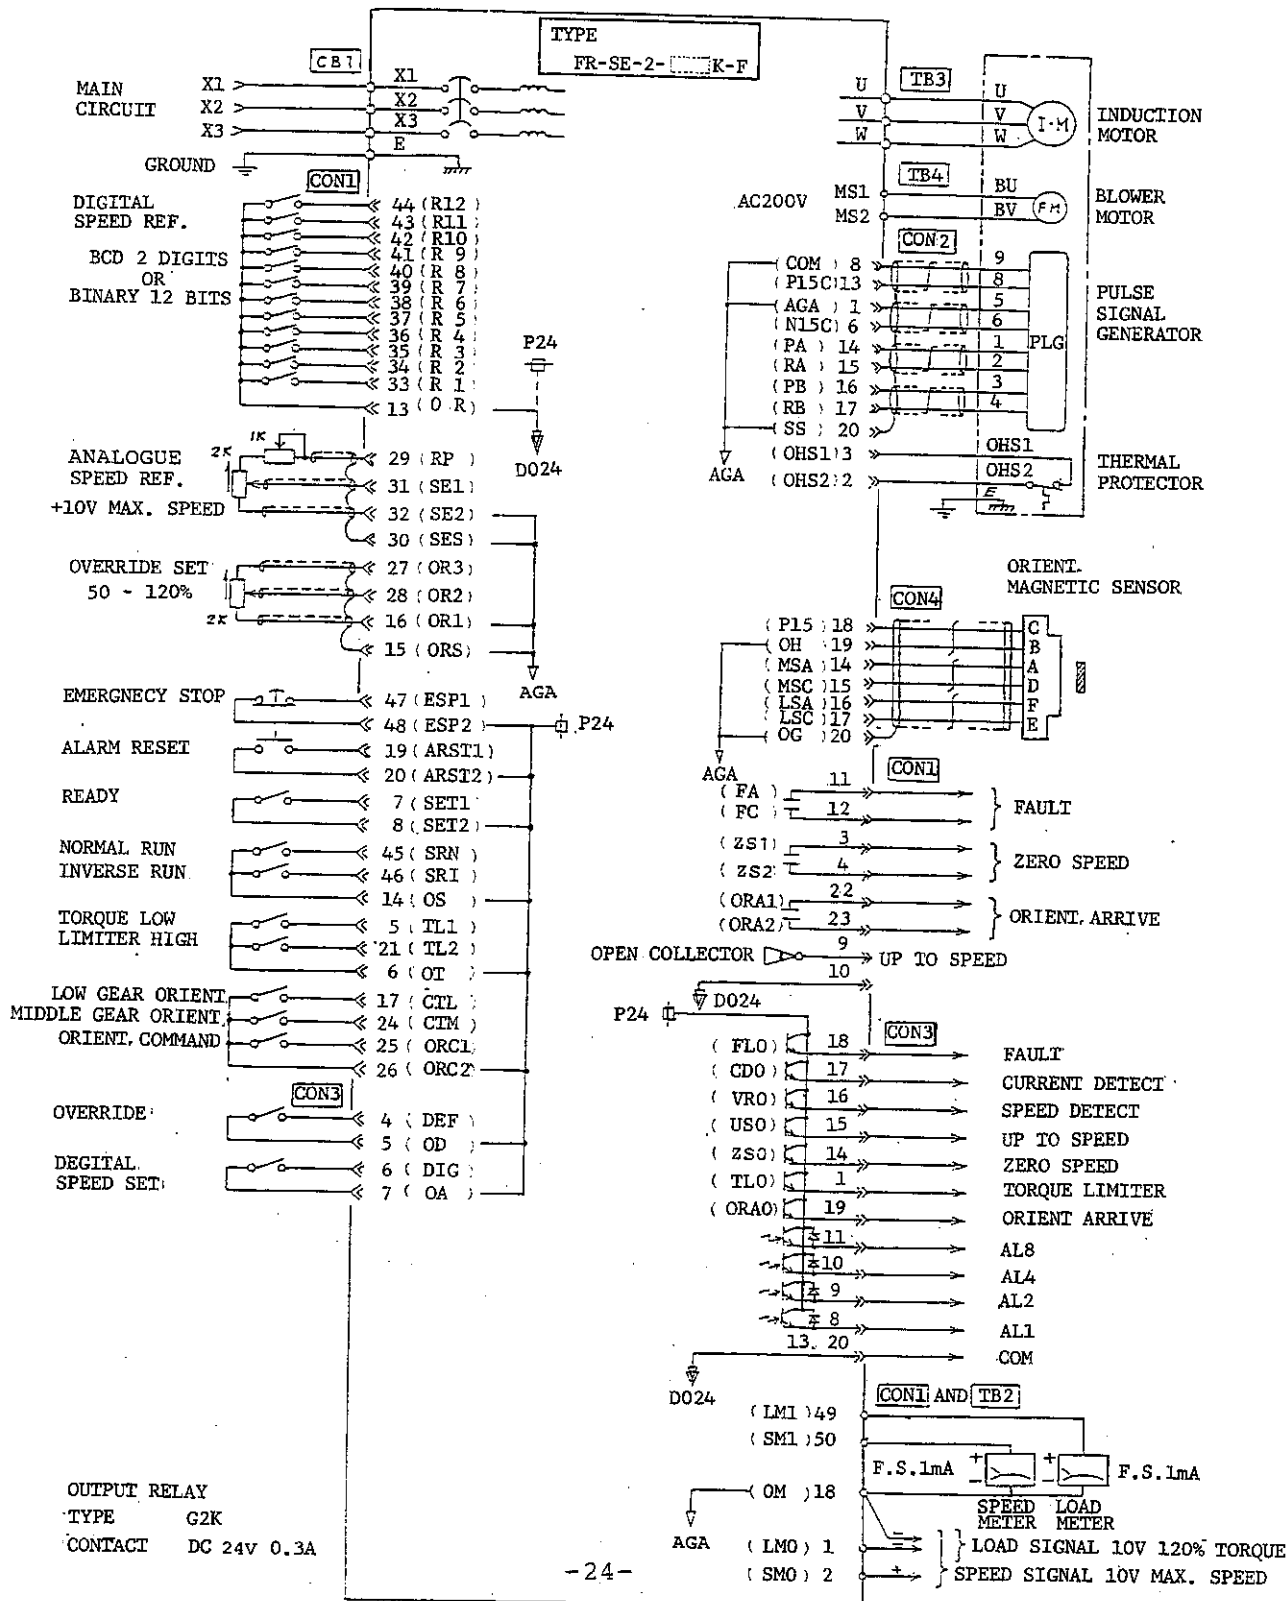 TYPE
FR-SE-2- K-F
CB1
MAIN
CIRCUIT
X1
X2
X3
X1
X2
X3
E
GROUND
TB3
U
V
W
U
V
W
I·M
INDUCTION
MOTOR
TB4
AC200V
MS1
MS2
BU
BV
FM
BLOWER
MOTOR
CON1
DIGITAL
SPEED REF.
BCD 2 DIGITS
OR
BINARY 12 BITS
44 (R12)
43 (R11)
42 (R10)
41 (R 9)
40 (R 8)
39 (R 7)
38 (R 6)
37 (R 5)
36 (R 4)
35 (R 3)
34 (R 2)
33 (R 1)
13 (O R)
P24
DO24
CON2
(COM ) 8 9
(P15C)13 8
(AGA ) 1 5
(N15C) 6 6
(PA ) 14 1
(RA ) 15 2
(PB ) 16 3
(RB ) 17 4
(SS ) 20
AGA
PLG
PULSE
SIGNAL
GENERATOR
(OHS1)3 OHS1
(OHS2)2 OHS2
E
THERMAL
PROTECTOR
ANALOGUE
SPEED REF.
+10V MAX. SPEED
2K
1K
29 (RP )
31 (SE1)
32 (SE2)
30 (SES)
OVERRIDE SET
50 - 120%
2K
27 (OR3)
28 (OR2)
16 (OR1)
15 (ORS)
AGA
ORIENT.
MAGNETIC SENSOR
CON4
(P15 )18 C
( OH 19 B
(MSA)14 A
(MSC)15 D
(LSA)16 F
(LSC)17 E
( OG )20
AGA
EMERGNECY STOP
47 (ESP1)
48 (ESP2)
P24
ALARM RESET
19 (ARST1)
20 (ARST2)
READY
7 (SET1)
8 (SET2)
NORMAL RUN
INVERSE RUN
45 ( SRN )
46 ( SRI )
14 ( OS )
TORQUE LOW
LIMITER HIGH
5 ( TL1 )
21 ( TL2 )
6 ( OT )
LOW GEAR ORIENT.
MIDDLE GEAR ORIENT.
ORIENT. COMMAND
17 ( CTL )
24 ( CTM )
25 ( ORC1)
26 ( ORC2)
CON3
OVERRIDE
4 ( DEF )
5 ( OD )
DEGITAL
SPEED SET
6 ( DIG )
7 ( OA )
CON1
( FA ) 11
( FC ) 12
FAULT
(ZS1) 3
(ZS2) 4
ZERO SPEED
(ORA1) 22
(ORA2) 23
ORIENT. ARRIVE
OPEN COLLECTOR 9 UP TO SPEED
10
DO24
P24
CON3
( FLO) 18 FAULT
( CDO) 17 CURRENT DETECT
( VRO) 16 SPEED DETECT
( USO) 15 UP TO SPEED
( ZSO) 14 ZERO SPEED
( TLO) 1 TORQUE LIMITER
( ORAO) 19 ORIENT ARRIVE
11 AL8
10 AL4
9 AL2
8 AL1
13. 20 COM
DO24
CON1 AND TB2
( LM1 )49
( SM1 )50
F.S.1mA + - + - F.S.1mA
SPEED METER
LOAD METER
( OM )18
AGA
( LMO ) 1 - - LOAD SIGNAL 10V 120% TORQUE
( SMO ) 2 + SPEED SIGNAL 10V MAX. SPEED
OUTPUT RELAY
TYPE G2K
CONTACT DC 24V 0.3A
-24-